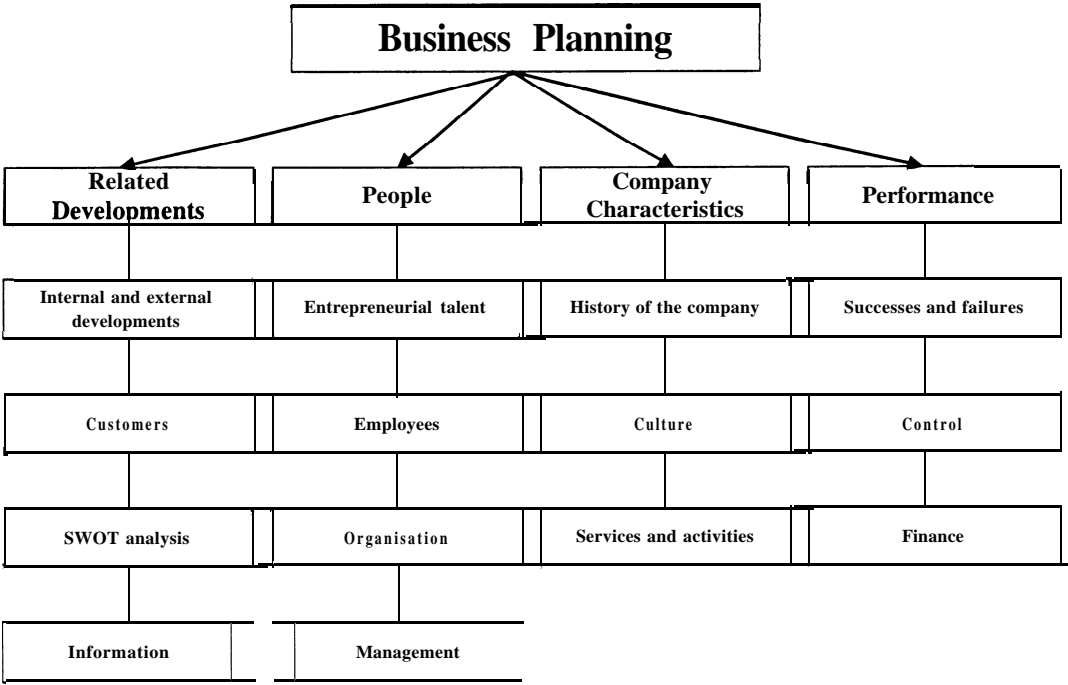 Business Planning
Related
Developments
People
Company
Characteristics
Performance
Internal and external
developments
Entrepreneurial talent
History of the company
Successes and failures
Customers
Employees
Culture
Control
SWOT analysis
Organisation
Services and activities
Finance
Information
Management